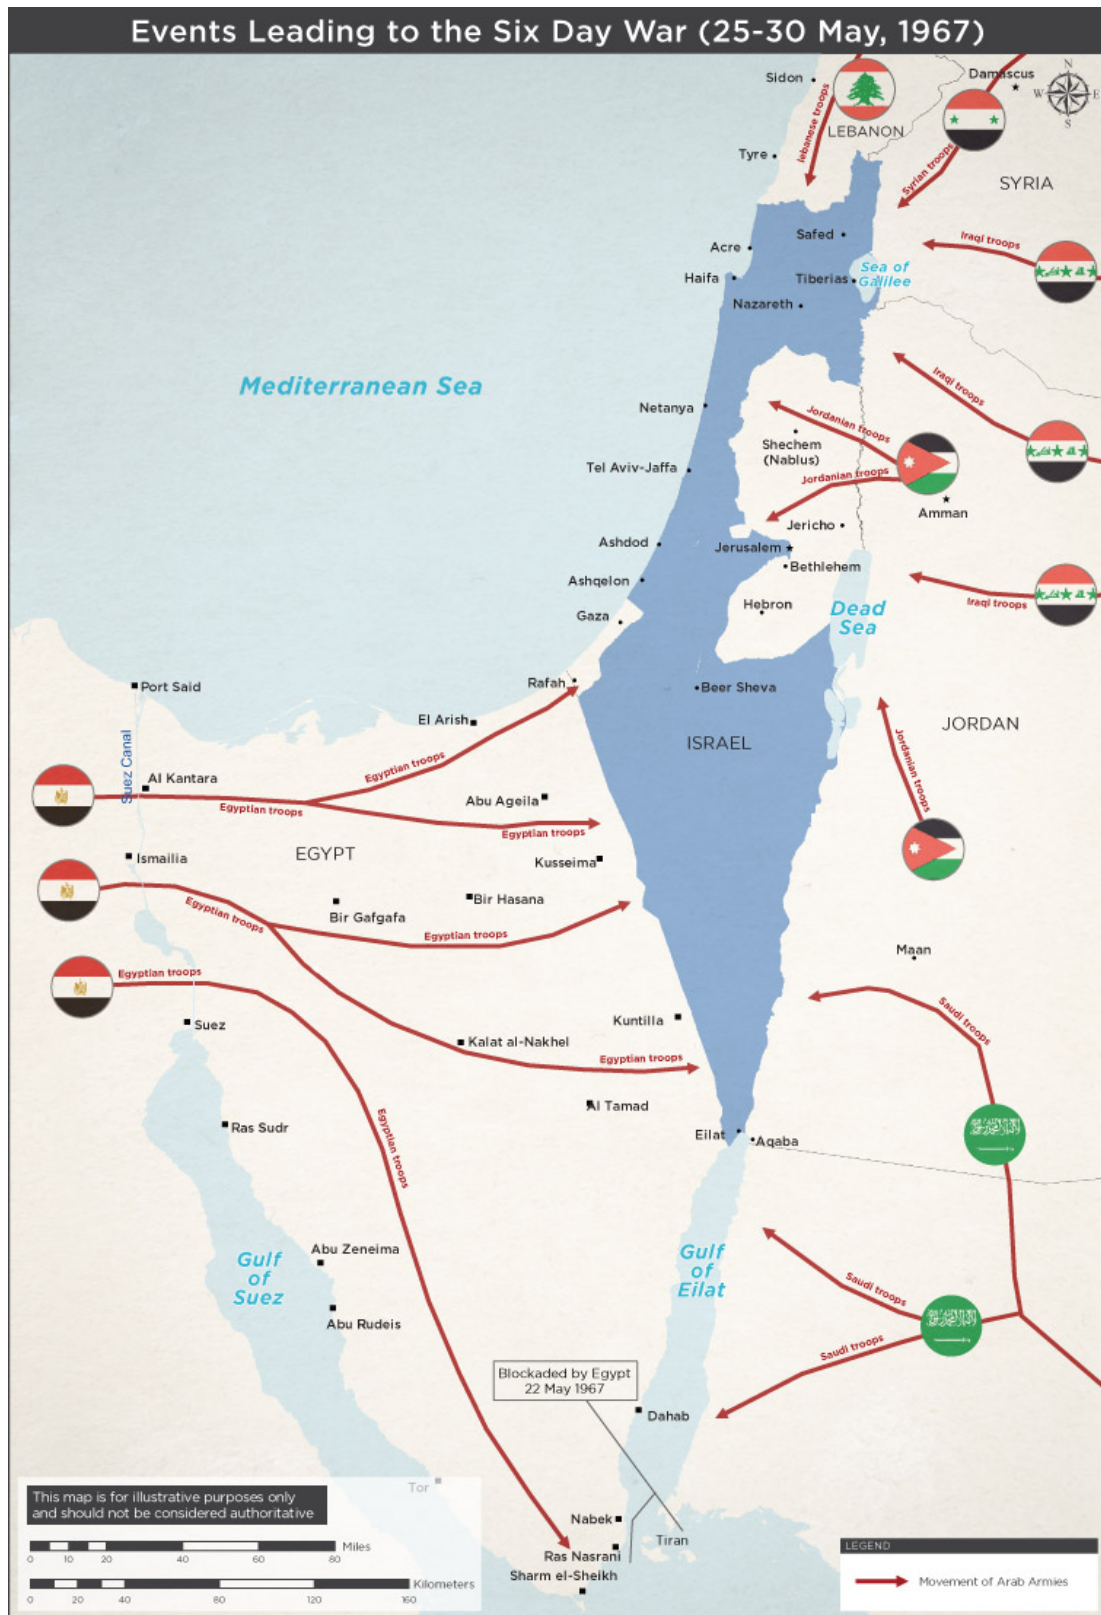 Events Leading to the Six Day War (25-30 May, 1967)
Sidon
Damascus
N
W
E
S
lebanese troops
LEBANON
Tyre
Syrian troops
SYRIA
Safed
Iraqi troops
Acre
Haifa
Tiberias
Sea of
Galilee
Nazareth
Mediterranean Sea
Iraqi troops
Netanya
Jordanian troops
Shechem
(Nablus)
Tel Aviv-Jaffa
Jordanian troops
Amman
Jericho
Ashdod
Jerusalem
Bethlehem
Ashqelon
Iraqi troops
Hebron
Dead
Sea
Gaza
Rafah
Port Said
Beer Sheva
El Arish
JORDAN
ISRAEL
Suez Canal
Jordanian troops
Egyptian troops
Al Kantara
Abu Ageila
Egyptian troops
Egyptian troops
EGYPT
Ismailia
Kusseima
Bir Hasana
Bir Gafgafa
Egyptian troops
Egyptian troops
Maan
Egyptian troops
Saudi troops
Kuntilla
Suez
Kalat al-Nakhel
Egyptian troops
Al Tamad
Ras Sudr
Eilat
Aqaba
Egyptian troops
Abu Zeneima
Gulf
of
Suez
Gulf
of
Eilat
Saudi troops
Abu Rudeis
Saudi troops
Blockaded by Egypt
22 May 1967
Dahab
Tor
This map is for illustrative purposes only
and should not be considered authoritative
Nabek
Tiran
Ras Nasrani
Sharm el-Sheikh
0 10 20 40 60 80 Miles
0 20 40 80 120 160 Kilometers
LEGEND
Movement of Arab Armies